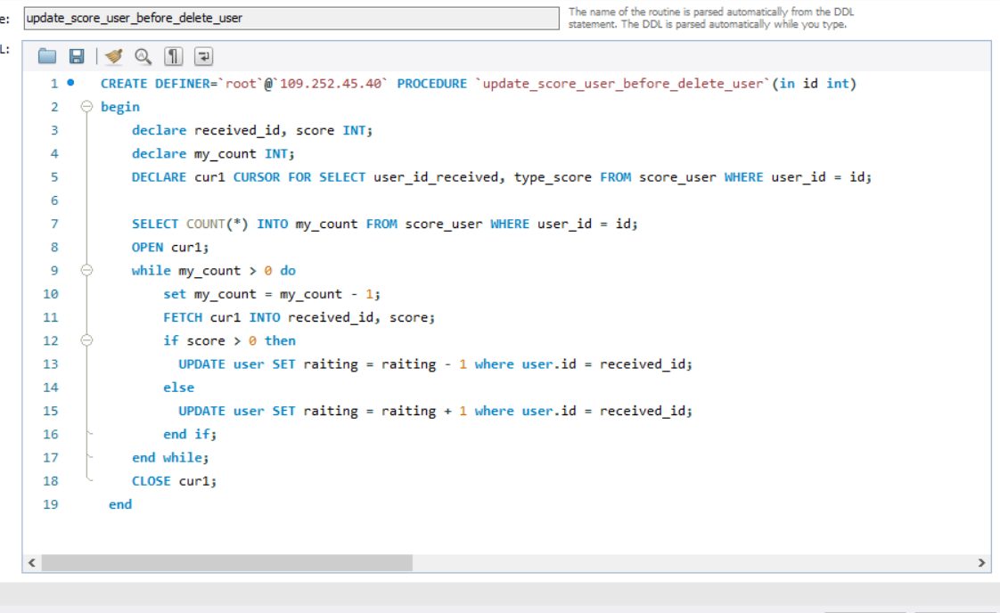 e:
update_score_user_before_delete_user
The name of the routine is parsed automatically from the DDL
statement. The DDL is parsed automatically while you type.
L:
1 CREATE DEFINER=`root`@`109.252.45.40` PROCEDURE `update_score_user_before_delete_user`(in id int)
2 begin
3 declare received_id, score INT;
4 declare my_count INT;
5 DECLARE cur1 CURSOR FOR SELECT user_id_received, type_score FROM score_user WHERE user_id = id;
6
7 SELECT COUNT(*) INTO my_count FROM score_user WHERE user_id = id;
8 OPEN cur1;
9 while my_count > 0 do
10 set my_count = my_count - 1;
11 FETCH cur1 INTO received_id, score;
12 if score > 0 then
13 UPDATE user SET raiting = raiting - 1 where user.id = received_id;
14 else
15 UPDATE user SET raiting = raiting + 1 where user.id = received_id;
16 end if;
17 end while;
18 CLOSE cur1;
19 end